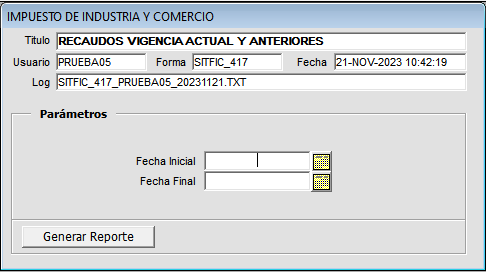 IMPUESTO DE INDUSTRIA Y COMERCIO
Título RECAUDOS VIGENCIA ACTUAL Y ANTERIORES
Usuario PRUEBA05 Forma SITFIC_417 Fecha 21-NOV-2023 10:42:19
Log SITFIC_417_PRUEBA05_20231121.TXT
Parámetros
Fecha Inicial
Fecha Final
Generar Reporte